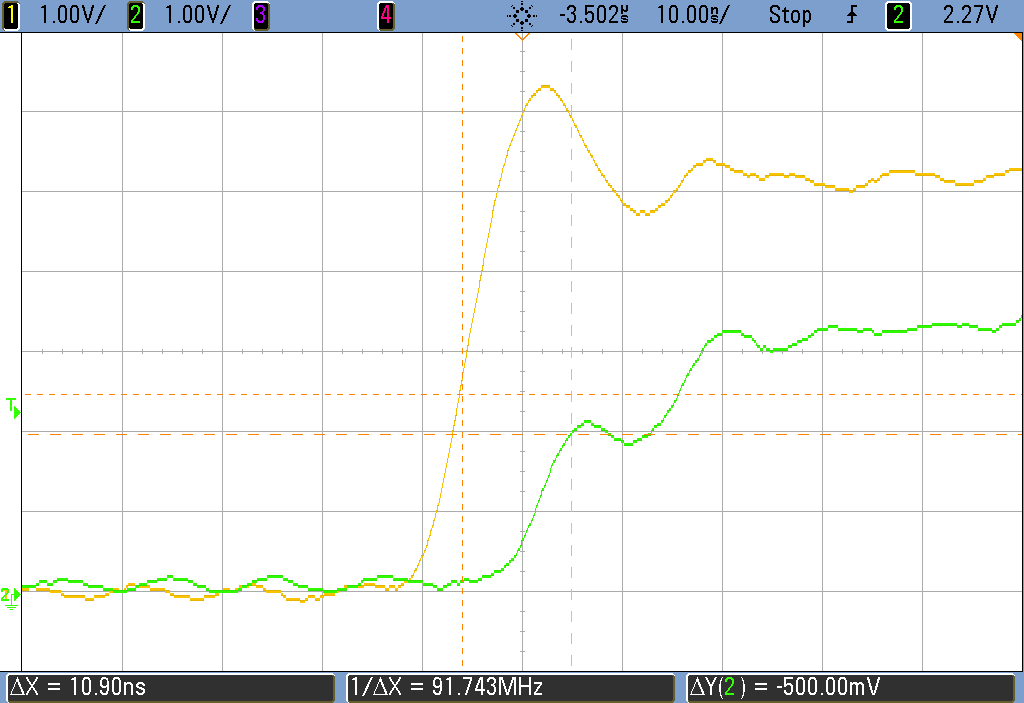 1 1.00V/ 2 1.00V/ 3 4 -3.502µs 10.00ns/ Stop 2 2.27V
T
2
ΔX = 10.90ns 1/ΔX = 91.743MHz ΔY(2) = -500.00mV